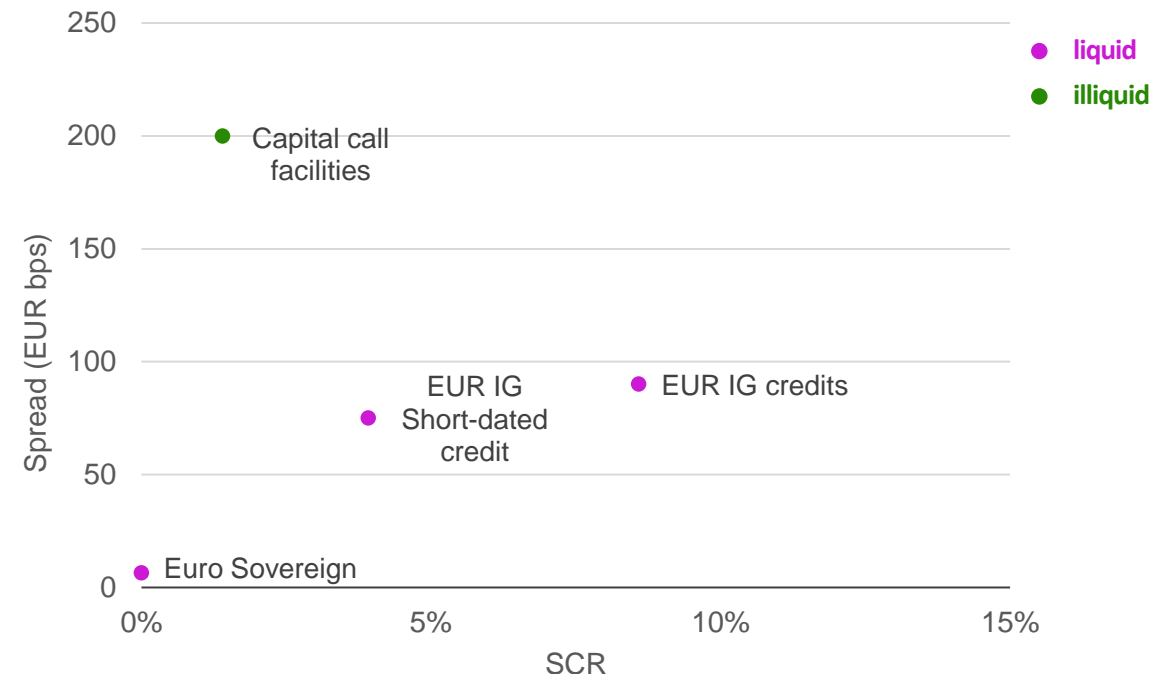 250
200
150
100
50
0
Spread (EUR bps)
liquid
illiquid
Capital call
facilities
EUR IG
Short-dated
credit
EUR IG credits
Euro Sovereign
0%
5%
10%
15%
SCR